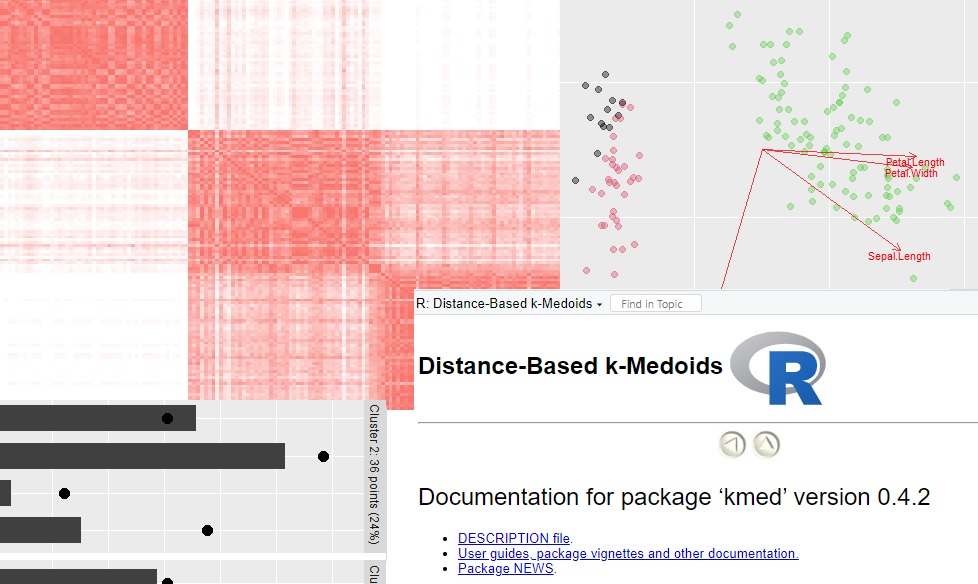 Petal.Length
Petal.Width
Sepal.Length
R: Distance-Based k-Medoids
Find in Topic
Distance-Based k-Medoids
R
Documentation for package ‘kmed’ version 0.4.2
DESCRIPTION file.
User guides, package vignettes and other documentation.
Package NEWS.
Cluster 2: 36 points (24%)
Clu